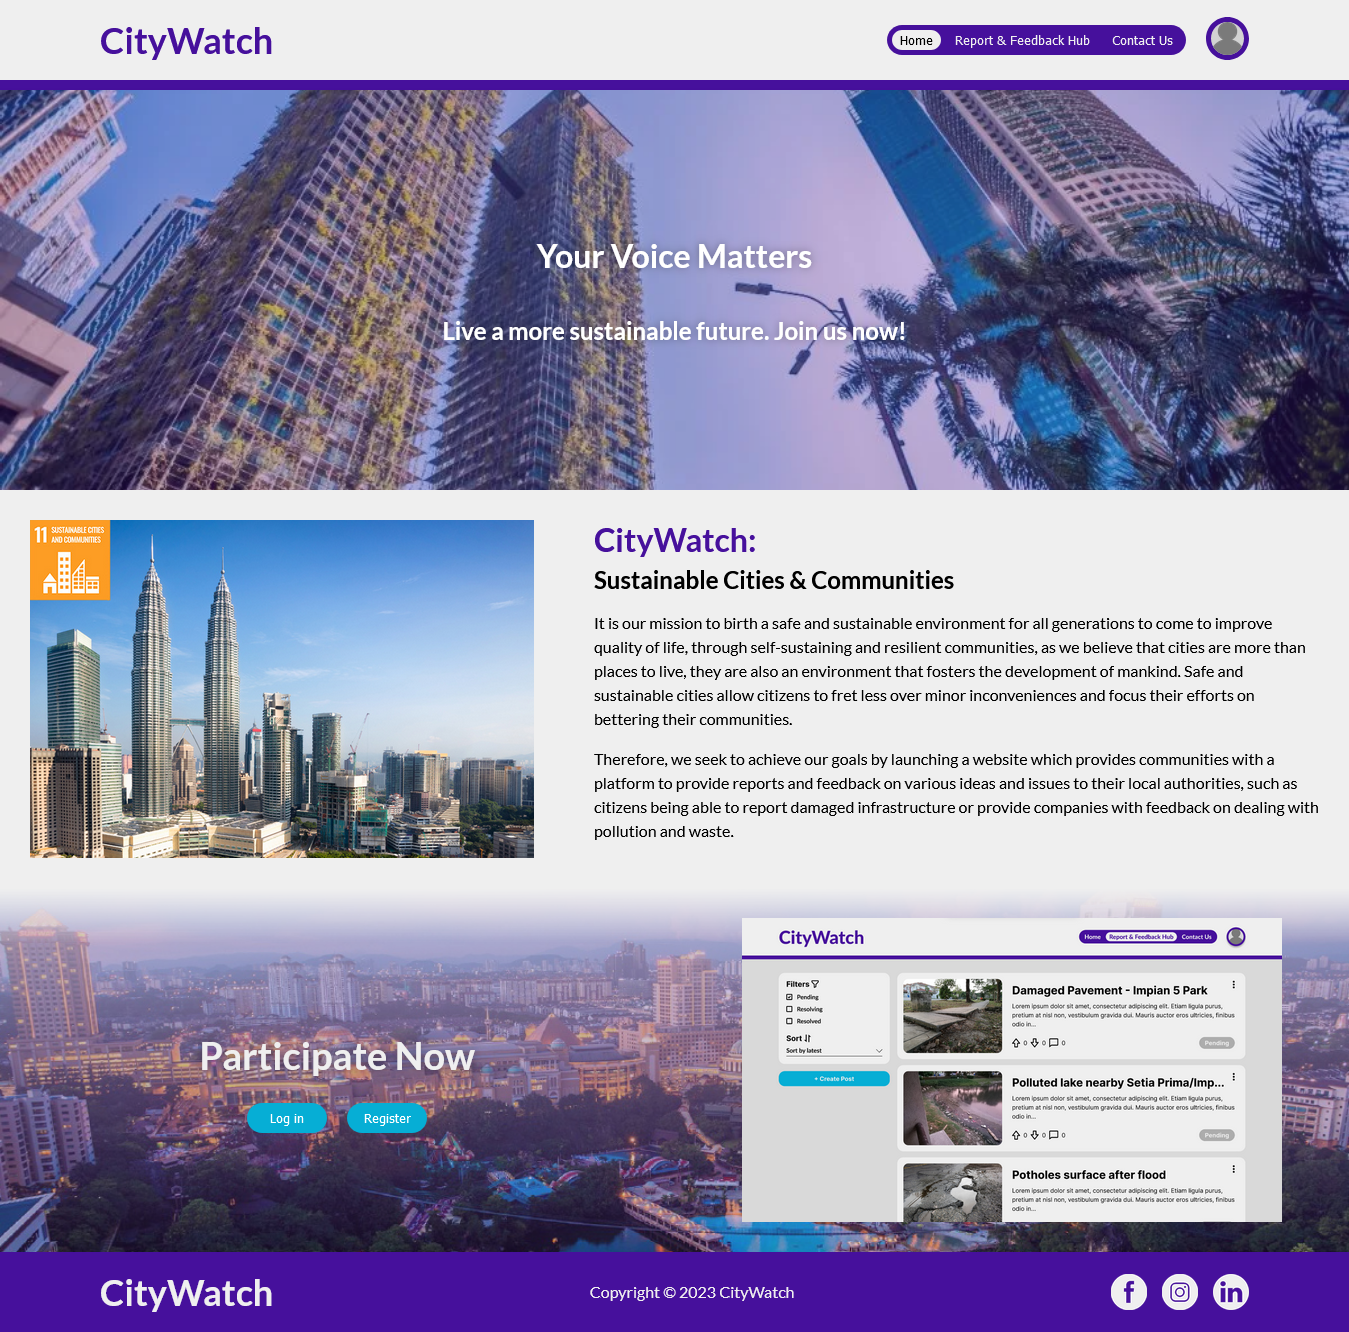 CityWatch
Home Report & Feedback Hub Contact Us
Your Voice Matters
Live a more sustainable future. Join us now!
11 SUSTAINABLE CITIES
AND COMMUNITIES
CityWatch:
Sustainable Cities & Communities
It is our mission to birth a safe and sustainable environment for all generations to come to improve
quality of life, through self-sustaining and resilient communities, as we believe that cities are more than
places to live, they are also an environment that fosters the development of mankind. Safe and
sustainable cities allow citizens to fret less over minor inconveniences and focus their efforts on
bettering their communities.
Therefore, we seek to achieve our goals by launching a website which provides communities with a
platform to provide reports and feedback on various ideas and issues to their local authorities, such as
citizens being able to report damaged infrastructure or provide companies with feedback on dealing with
pollution and waste.
Participate Now
Log in Register
CityWatch
Home Report & Feedback Hub Contact Us
Filters
Pending
Resolving
Resolved
Sort
Sort by latest
+ Create Post
Damaged Pavement - Impian 5 Park
Lorem ipsum dolor sit amet, consectetur adipiscing elit. Etiam ligula purus,
pretium at nisl non, vestibulum gravida dui. Mauris auctor eros ultricies, finibus
odio in...
0 0 0 Pending
Polluted lake nearby Setia Prima/Imp...
Lorem ipsum dolor sit amet, consectetur adipiscing elit. Etiam ligula purus,
pretium at nisl non, vestibulum gravida dui. Mauris auctor eros ultricies, finibus
odio in...
0 0 0 Pending
Potholes surface after flood
Lorem ipsum dolor sit amet, consectetur adipiscing elit. Etiam ligula purus,
pretium at nisl non, vestibulum gravida dui. Mauris auctor eros ultricies, finibus
odio in...
CityWatch
Copyright © 2023 CityWatch
f
in